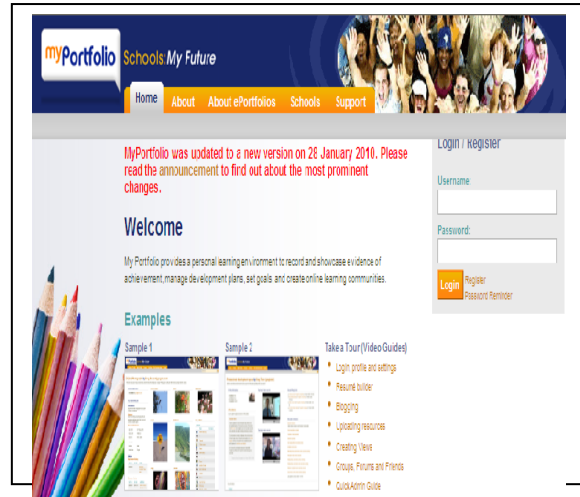 myPortfolio Schools:My Future
Home About About ePortfolios Schools Support
MyPortfolio was updated to a new version on 28 January 2010. Please
read the announcement to find out about the most prominent
changes.
Welcome
My Portfolio provides a personal learning environment to record and showcase evidence of
achievement, manage development plans, set goals and create online learning communities.
Examples
Sample 1
Sample 2
Take a Tour (Video Guides)
Login, profile and settings
Resumé builder
Blogging
Uploading resources
Creating Views
Groups, Forums and Friends
Quick Admin Guide
Login / Register
Username
Password:
Login
Register
Password Reminder